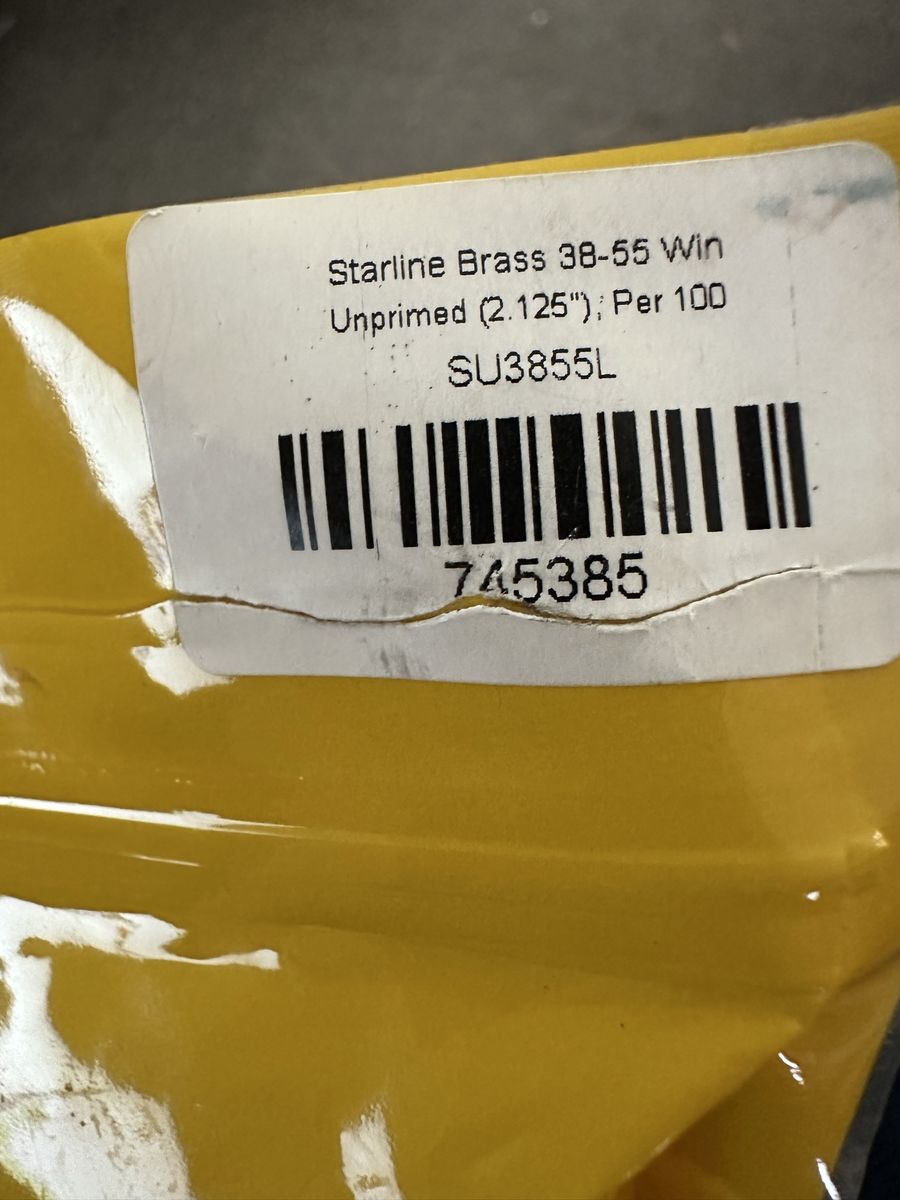 Starline Brass 38-55 Win
Unprimed (2.125"); Per 100
SU3855L
745385